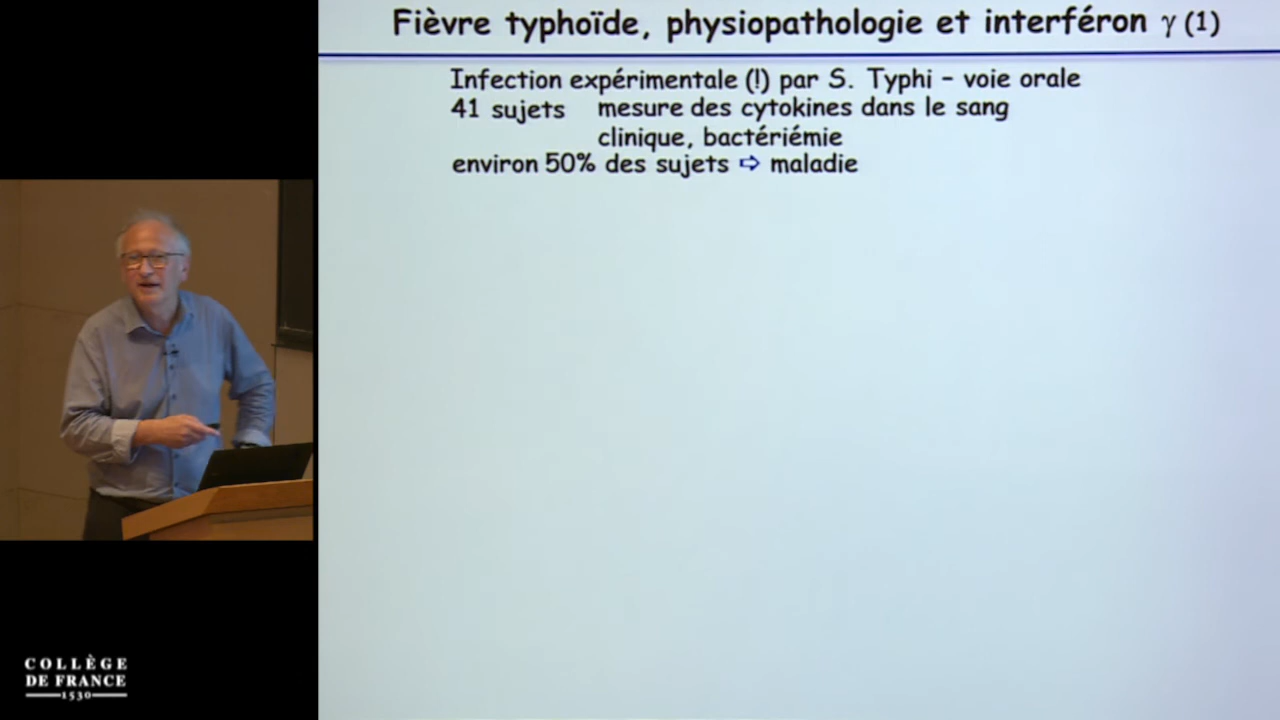 Fièvre typhoïde, physiopathologie et interféron γ (1)
Infection expérimentale (!) par S. Typhi – voie orale
41 sujets mesure des cytokines dans le sang
clinique, bactériémie
environ 50% des sujets ⇨ maladie
COLLÈGE
DE FRANCE
1530